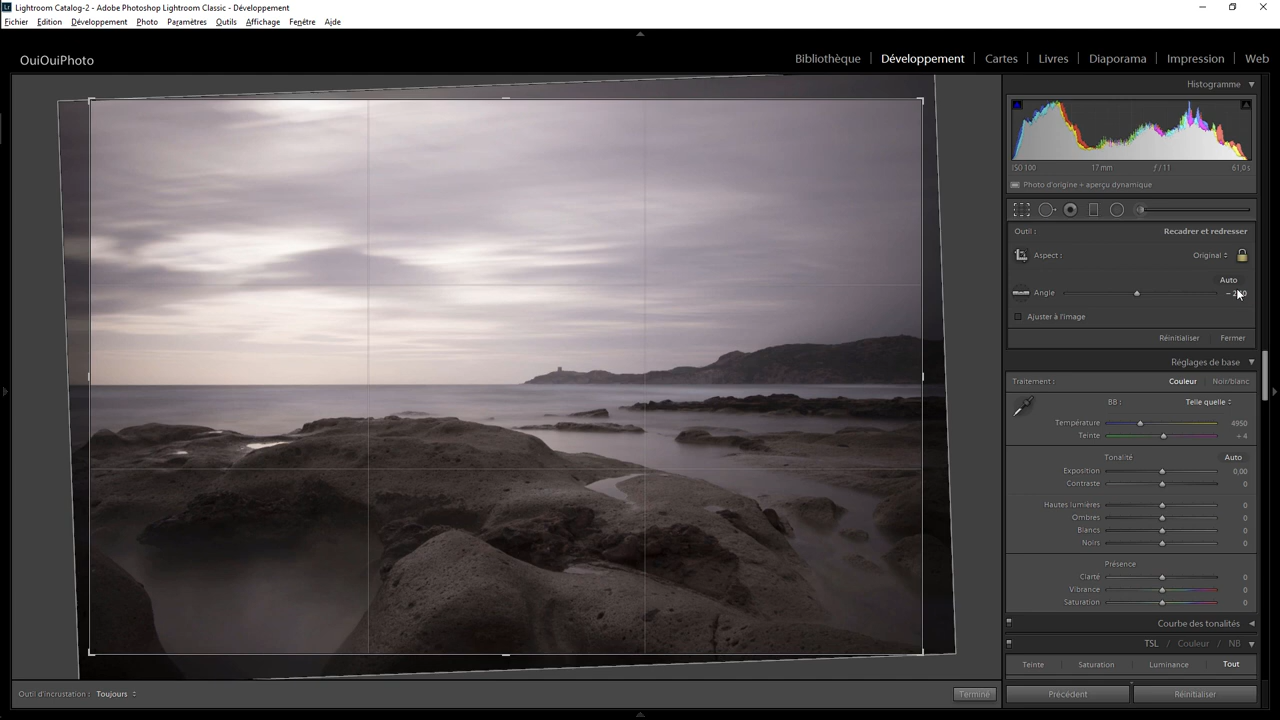 Lightroom Catalog-2 - Adobe Photoshop Lightroom Classic - Développement
Fichier Edition Développement Photo Paramètres Outils Affichage Fenêtre Aide
OuiOuiPhoto
Bibliothèque | Développement | Cartes | Livres | Diaporama | Impression | Web
Histogramme
ISO 100 17 mm ƒ / 11 61,0 s
Photo d'origine + aperçu dynamique
Outil : Recadrer et redresser
Aspect : Original
Auto
Angle
Ajuster à l'image
Réinitialiser Fermer
Réglages de base
Traitement : Couleur Noir/blanc
BB : Telle quelle
Température 4950
Teinte + 4
Tonalité Auto
Exposition 0,00
Contraste 0
Hautes lumières 0
Ombres 0
Blancs 0
Noirs 0
Présence
Clarté 0
Vibrance 0
Saturation 0
Courbe des tonalités
TSL / Couleur / NB
Teinte Saturation Luminance Tout
Outil d'incrustation : Toujours Terminé Précédent Réinitialiser